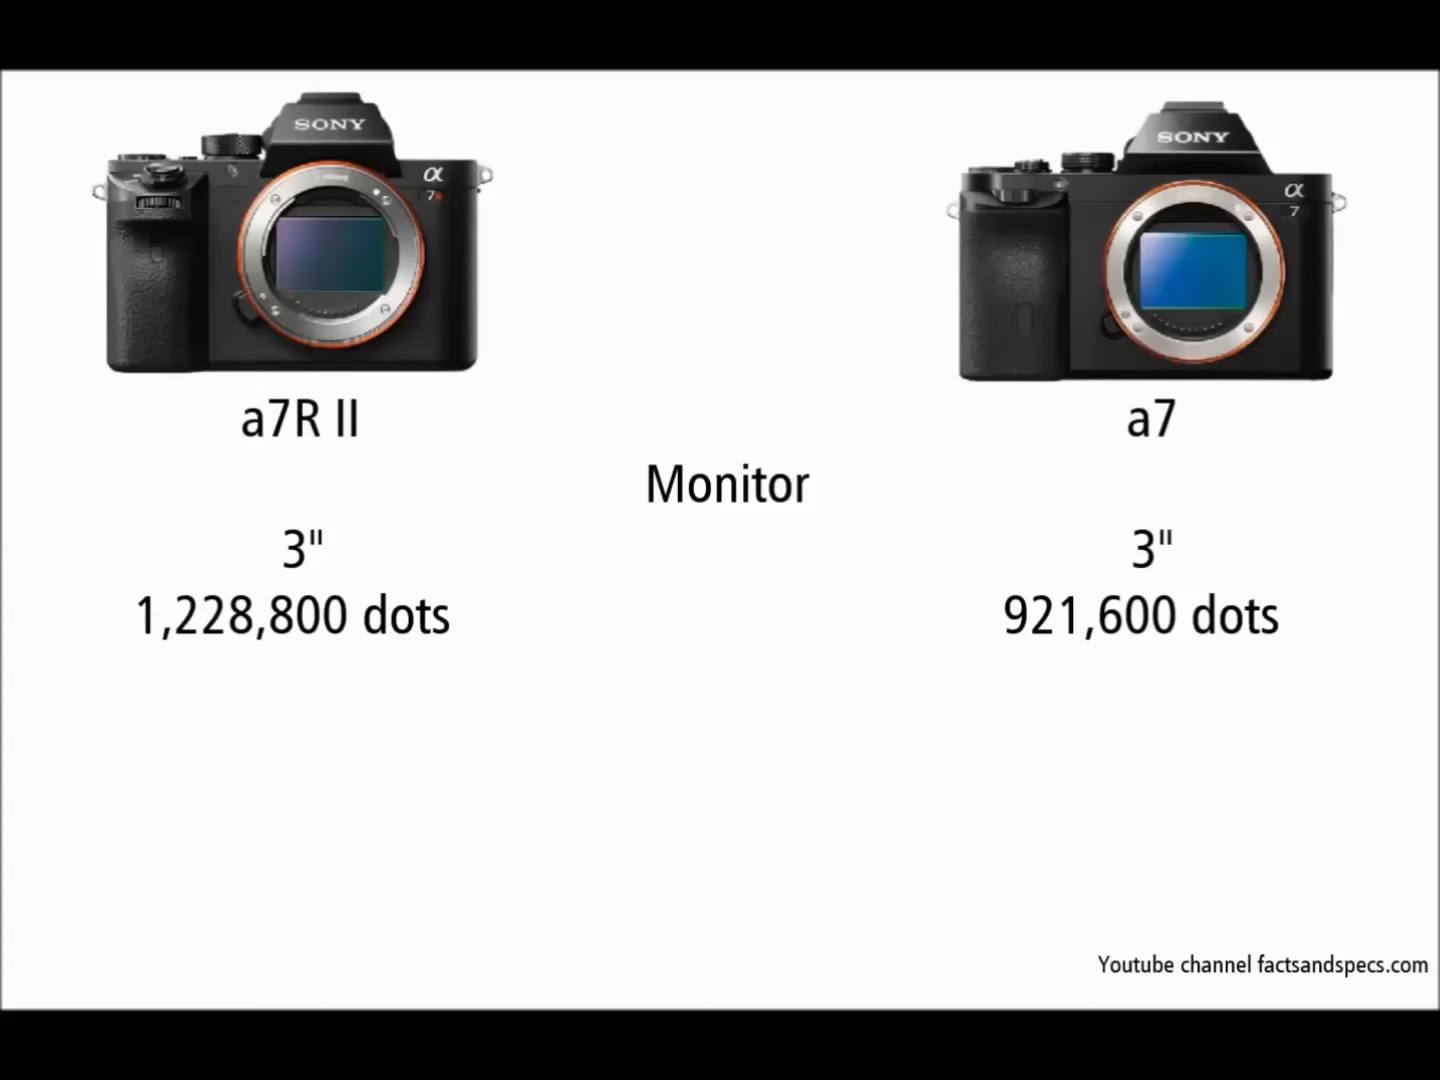 SONY
α
7R
SONY
α
7
a7R II
a7
Monitor
3"
3"
1,228,800 dots
921,600 dots
Youtube channel factsandspecs.com